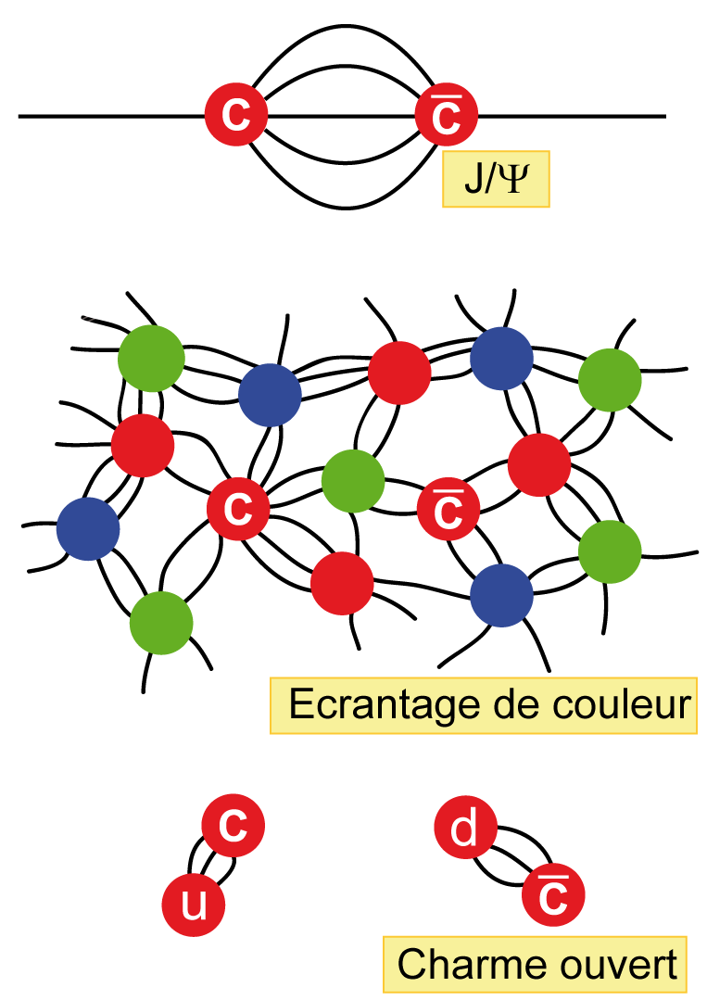 C C̅
J/Ψ
C C̅
Ecrantage de couleur
C d
u C̅
Charme ouvert